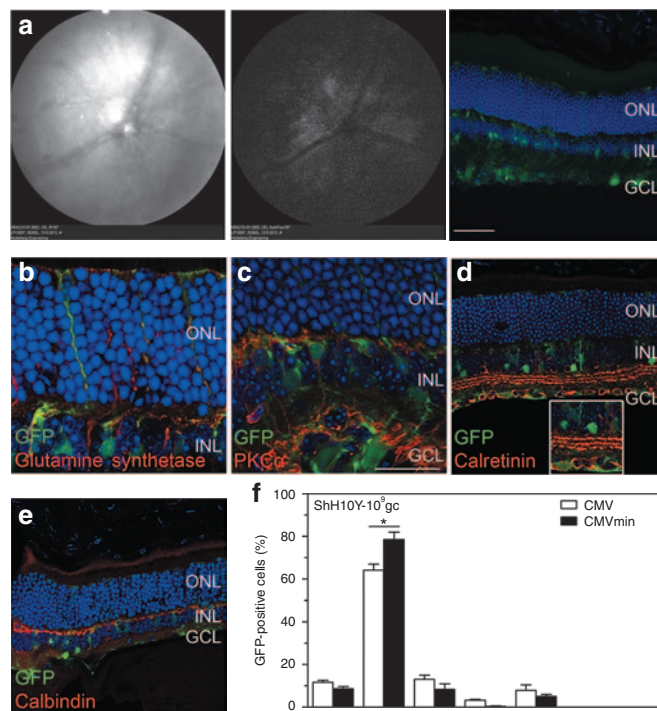 a
ONL
INL
GCL
b
ONL
GFP
INL
Glutamine synthetase
c
ONL
INL
GFP
PKCα
GCL
d
ONL
INL
GCL
GFP
Calretinin
e
ONL
INL
GCL
GFP
Calbindin
f
ShH10Y-10⁹gc
CMV
CMVmin
*
GFP-positive cells (%)
100
80
60
40
20
10
0